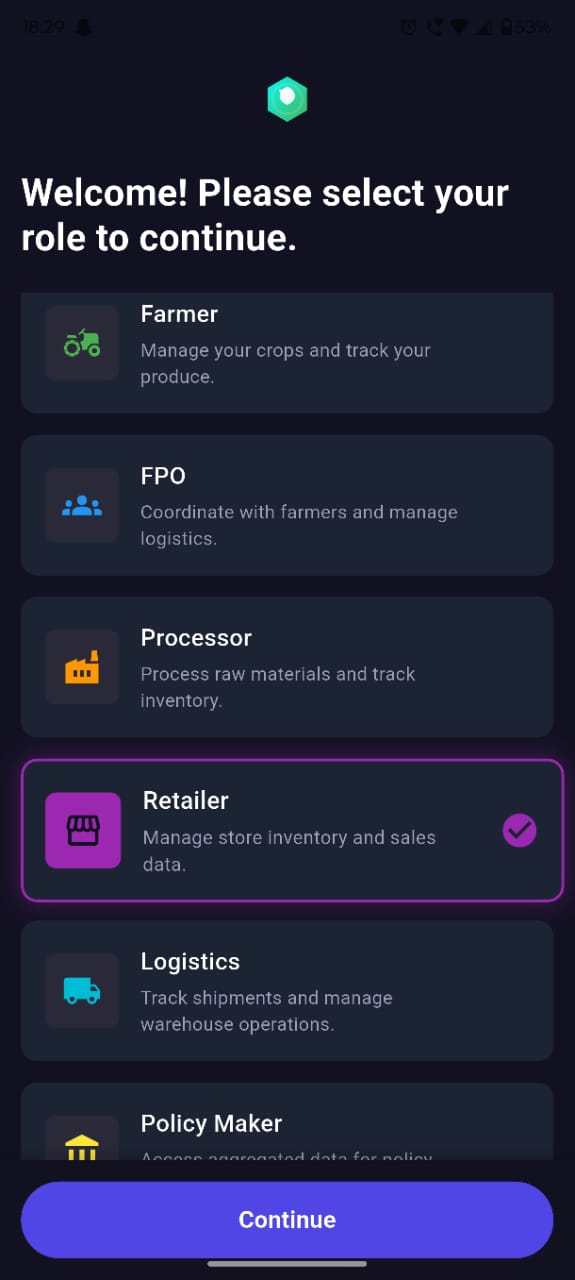 18:29
53%
Welcome! Please select your
role to continue.
Farmer
Manage your crops and track your
produce.
FPO
Coordinate with farmers and manage
logistics.
Processor
Process raw materials and track
inventory.
Retailer
Manage store inventory and sales
data.
Logistics
Track shipments and manage
warehouse operations.
Policy Maker
Access aggregated data for policy
Continue